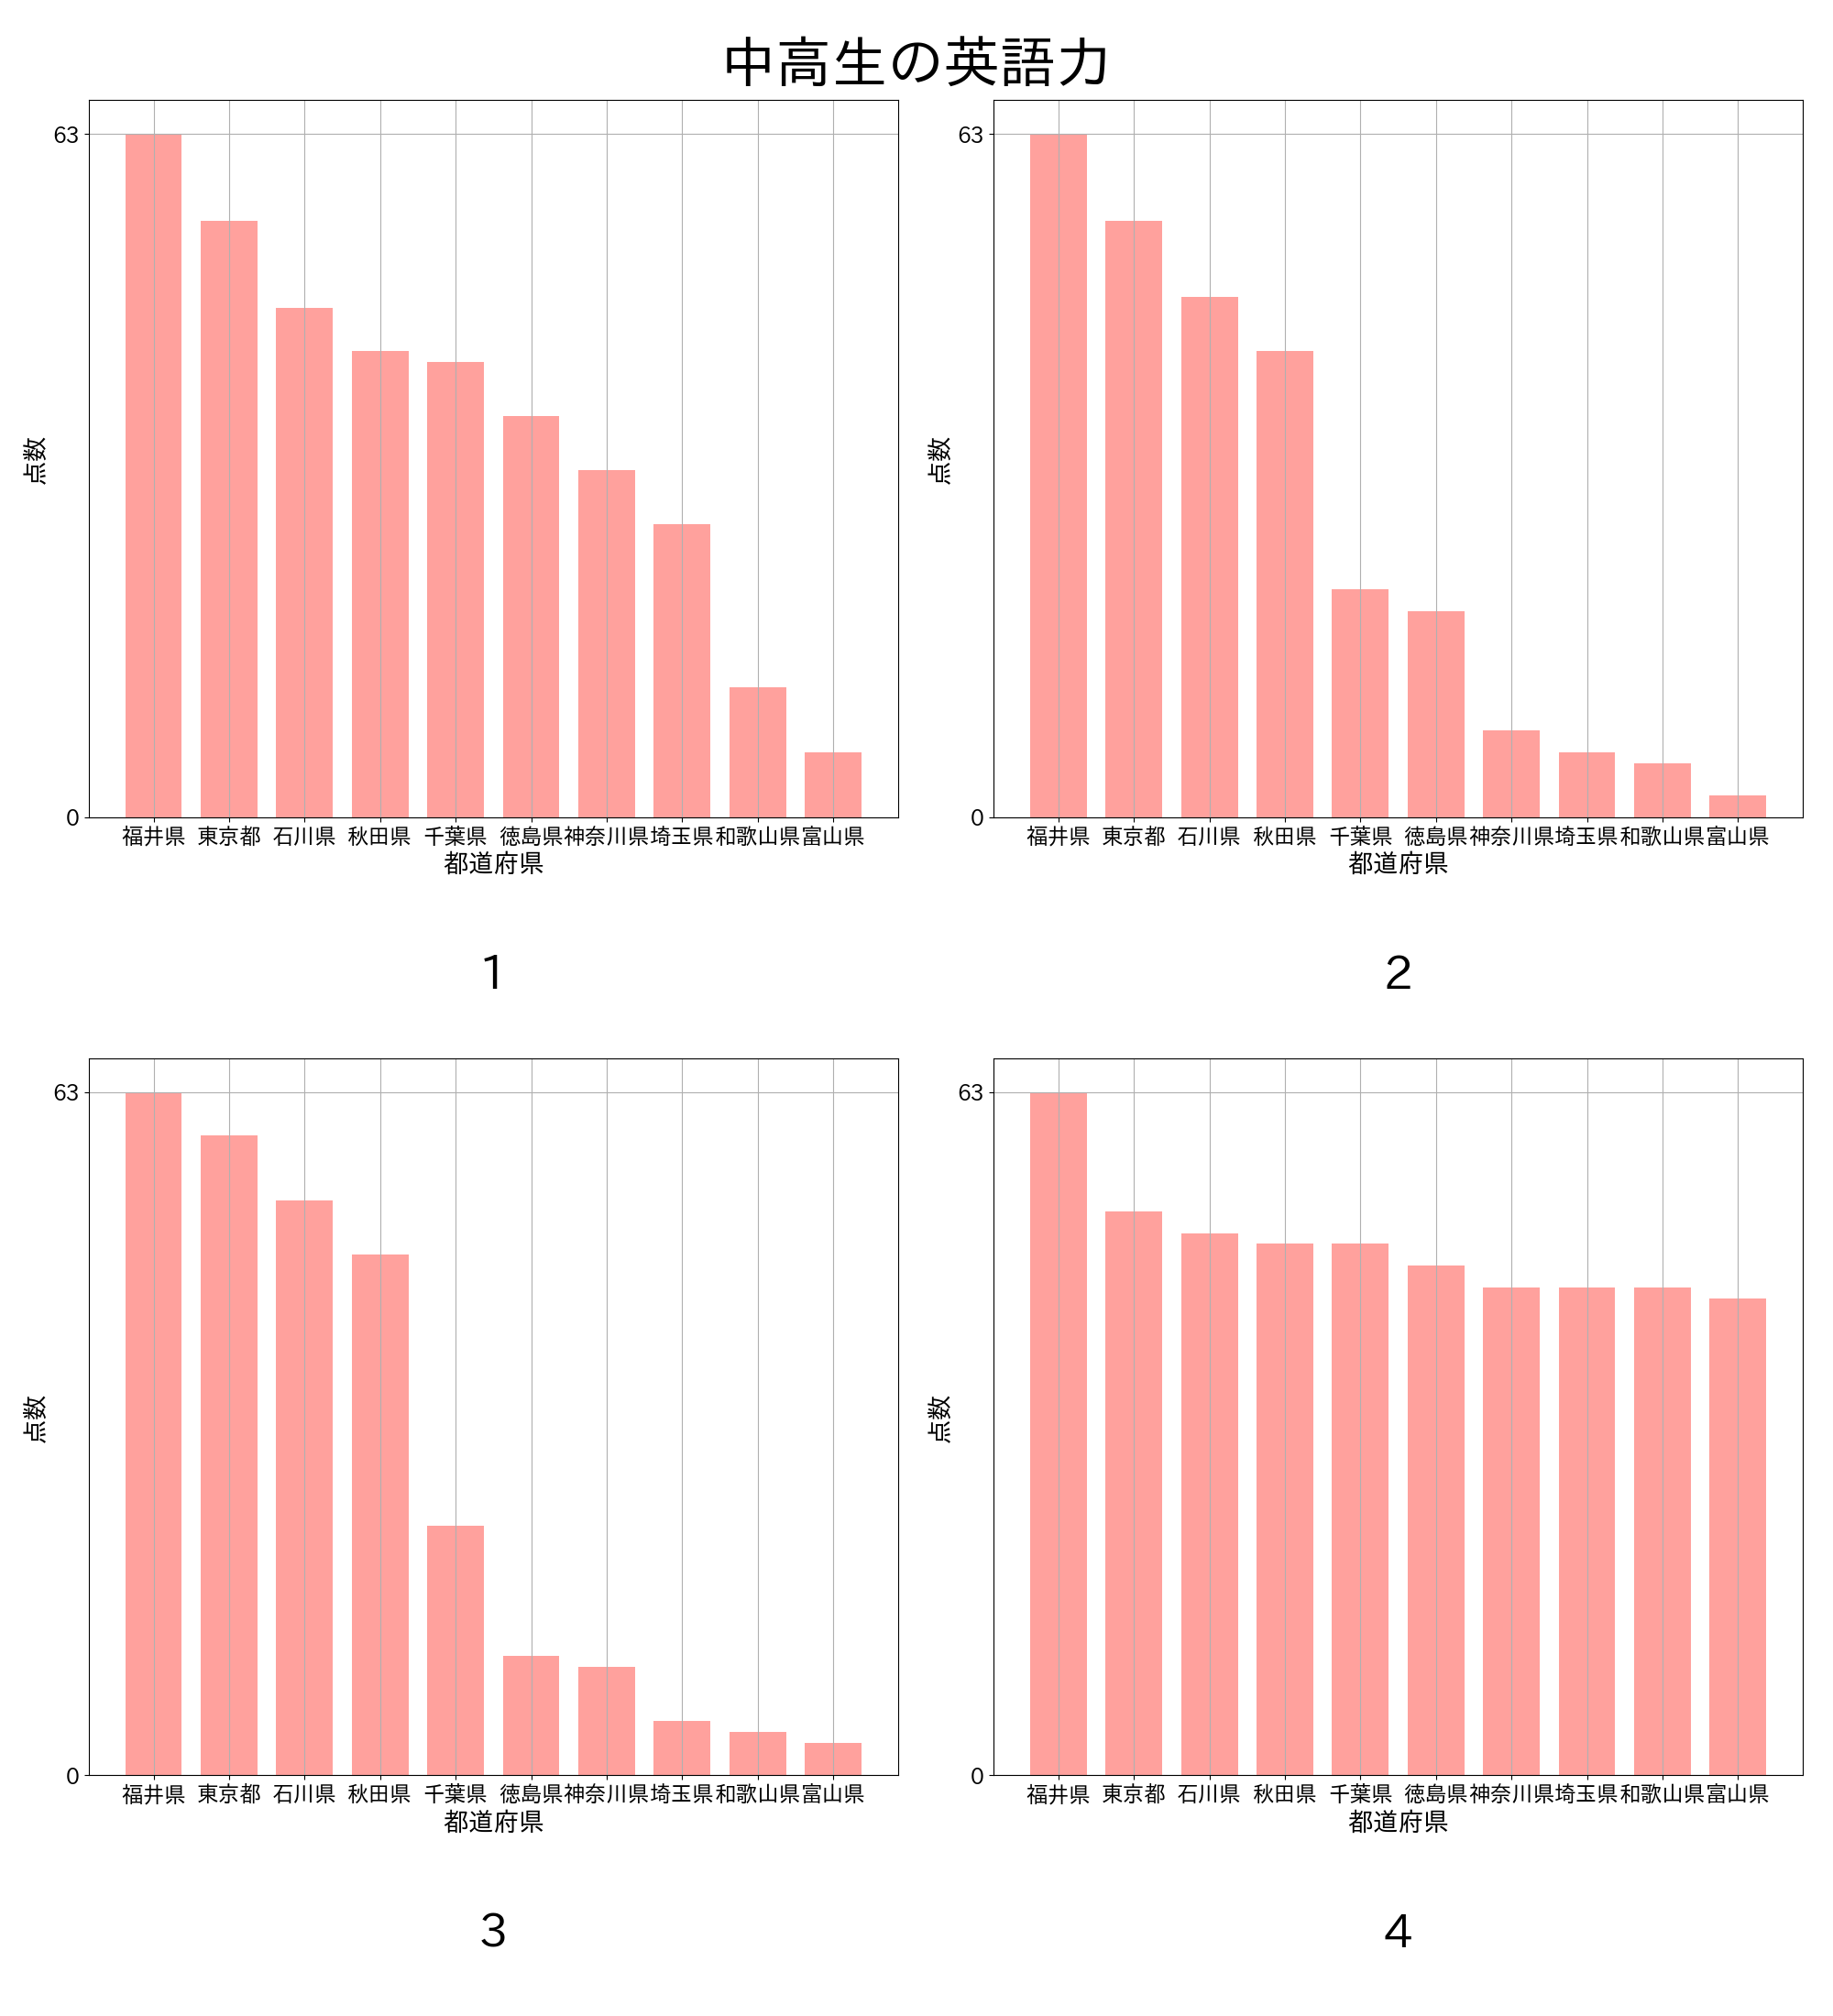 中高生の英語力
63
0
点数
福井県 東京都 石川県 秋田県 千葉県 徳島県 神奈川県 埼玉県 和歌山県 富山県
都道府県
1
63
0
点数
福井県 東京都 石川県 秋田県 千葉県 徳島県 神奈川県 埼玉県 和歌山県 富山県
都道府県
2
63
0
点数
福井県 東京都 石川県 秋田県 千葉県 徳島県 神奈川県 埼玉県 和歌山県 富山県
都道府県
3
63
0
点数
福井県 東京都 石川県 秋田県 千葉県 徳島県 神奈川県 埼玉県 和歌山県 富山県
都道府県
4